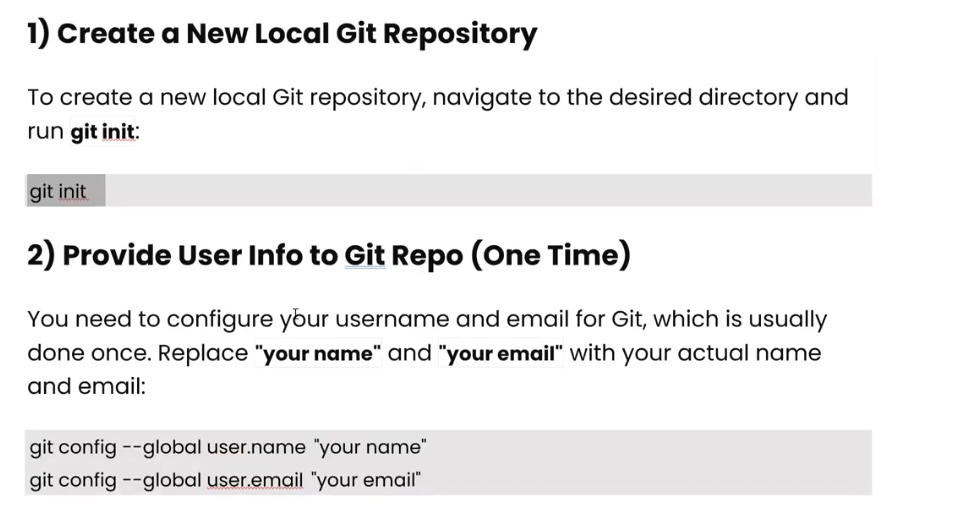 1) Create a New Local Git Repository
To create a new local Git repository, navigate to the desired directory and
run git init:
git init
2) Provide User Info to Git Repo (One Time)
You need to configure your username and email for Git, which is usually
done once. Replace "your name" and "your email" with your actual name
and email:
git config --global user.name "your name"
git config --global user.email "your email"